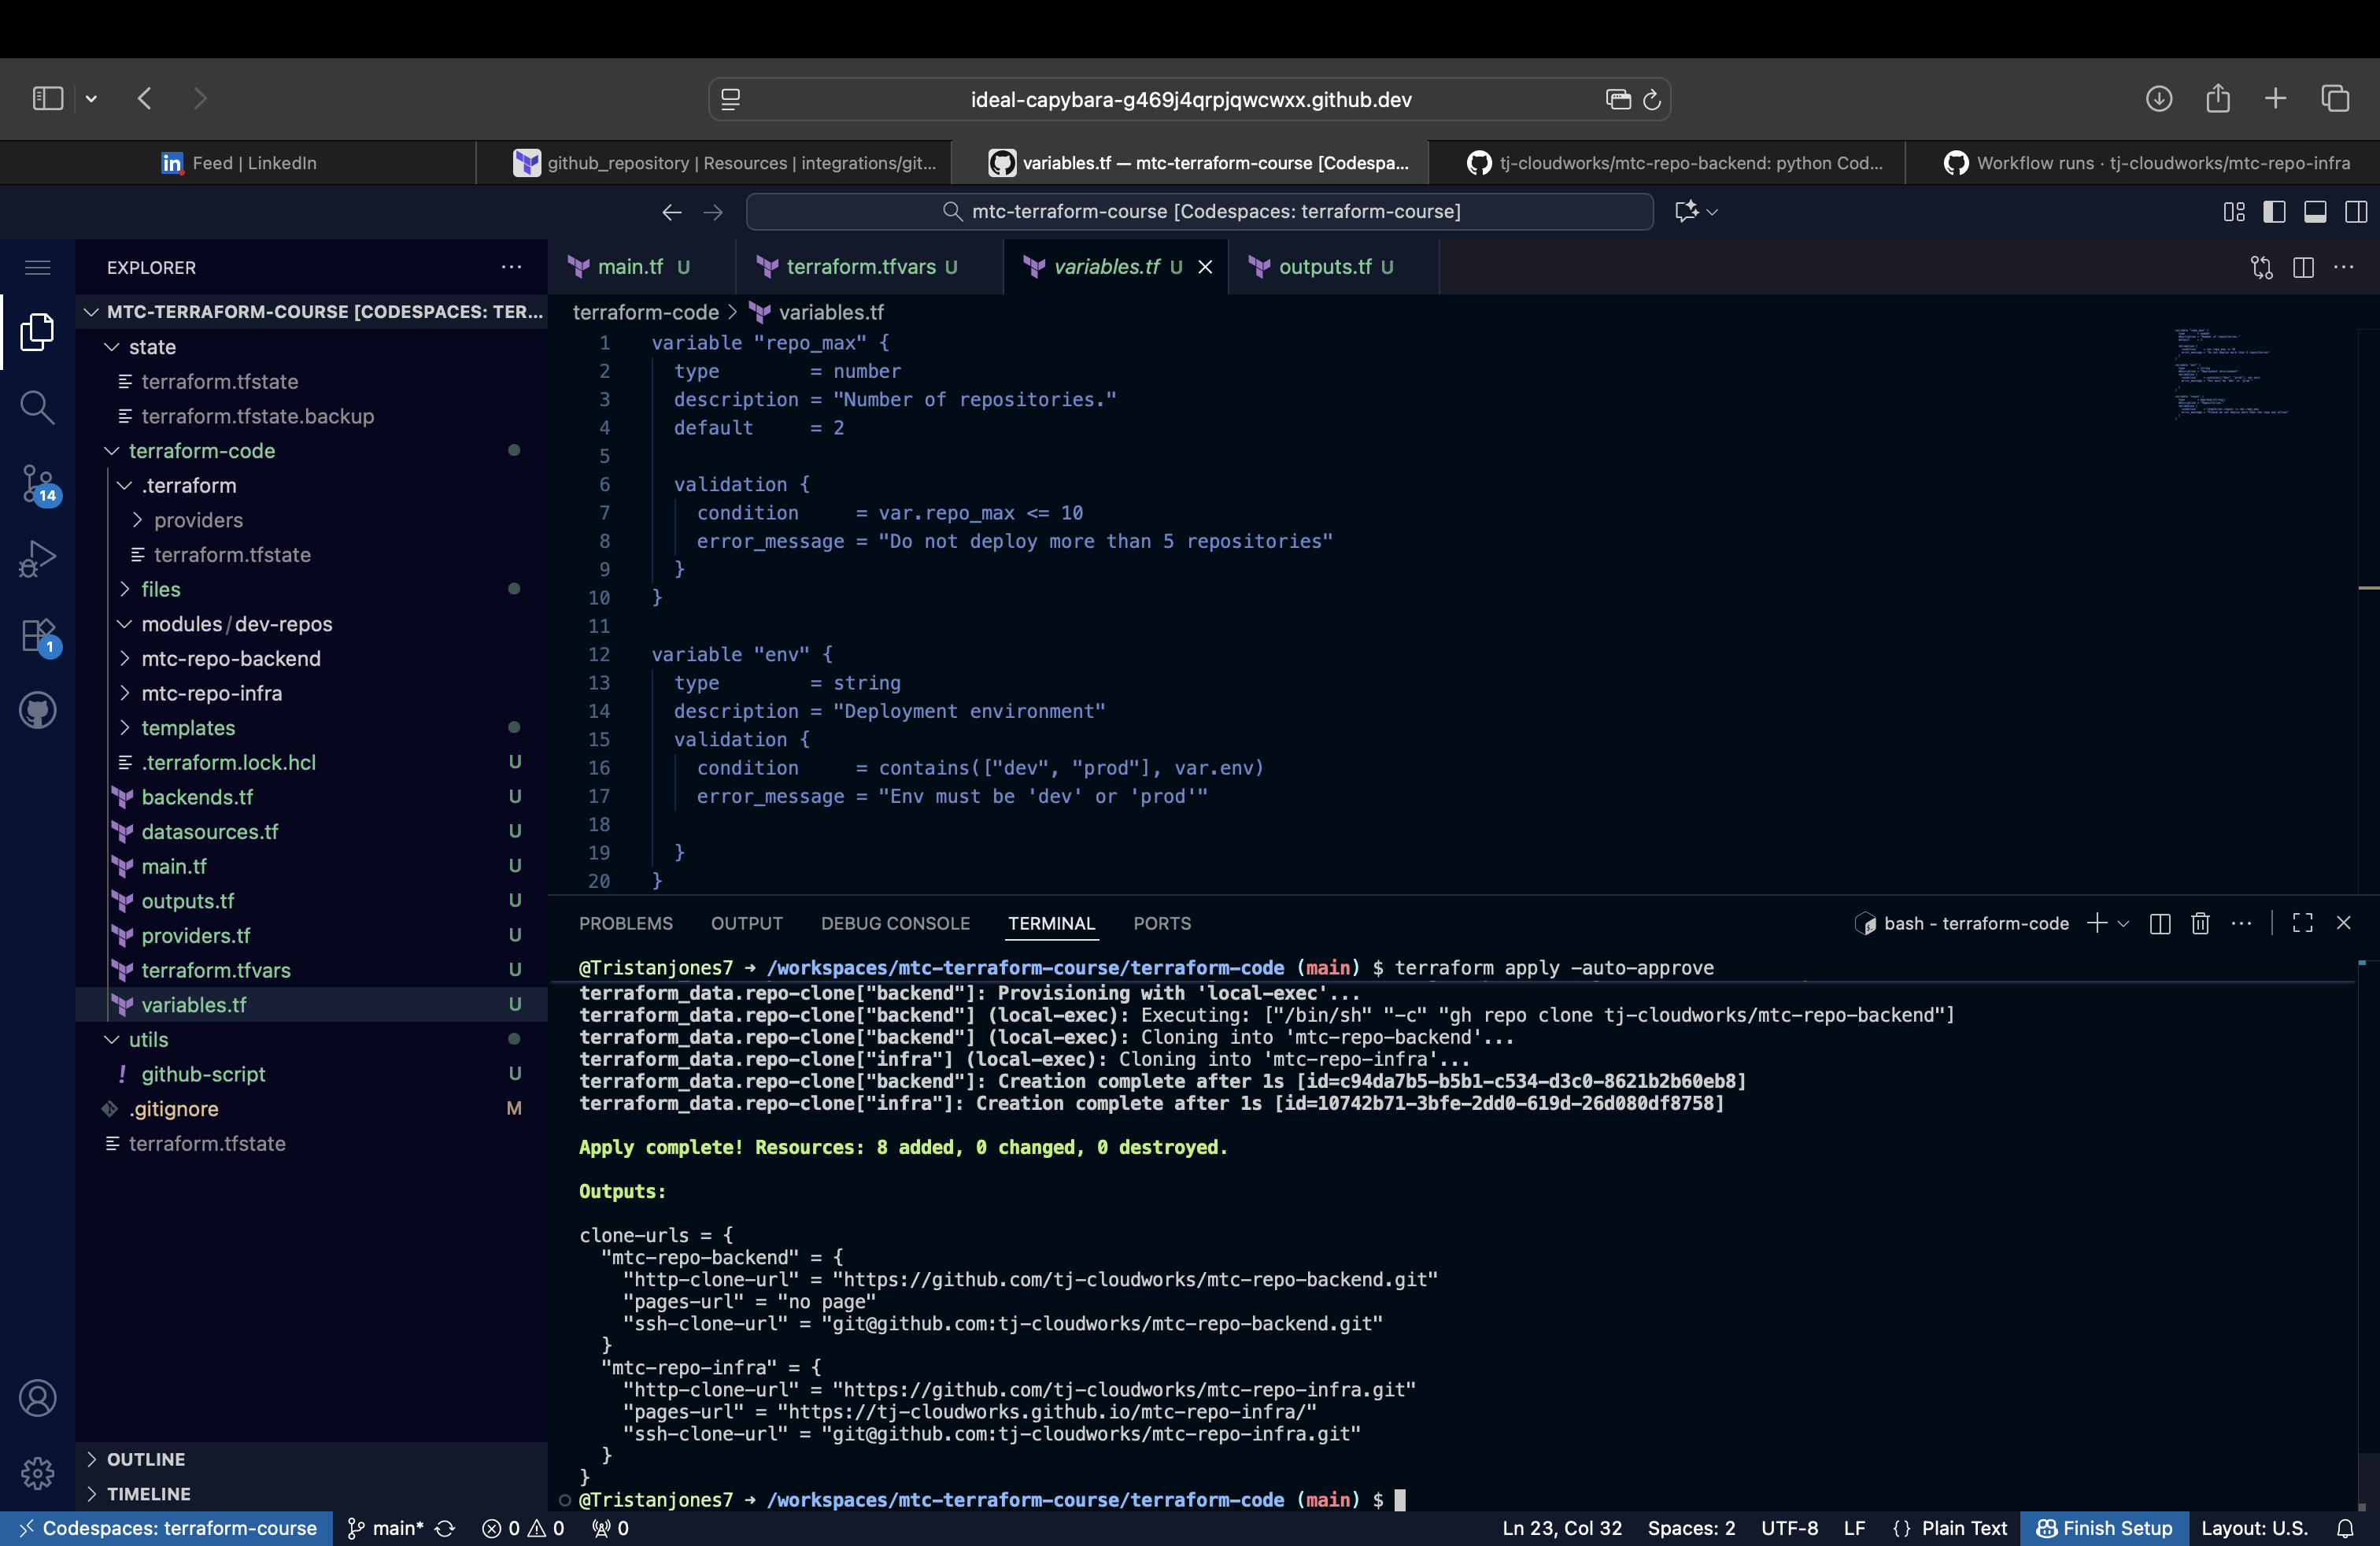 ideal-capybara-g469j4qrpjqwcwxx.github.dev
Feed | LinkedIn
github_repository | Resources | integrations/git...
variables.tf — mtc-terraform-course [Codespa...
tj-cloudworks/mtc-repo-backend: python Cod...
Workflow runs · tj-cloudworks/mtc-repo-infra
mtc-terraform-course [Codespaces: terraform-course]
EXPLORER
MTC-TERRAFORM-COURSE [CODESPACES: TER...
state
terraform.tfstate
terraform.tfstate.backup
terraform-code
.terraform
providers
terraform.tfstate
files
modules/dev-repos
mtc-repo-backend
mtc-repo-infra
templates
.terraform.lock.hcl U
backends.tf U
datasources.tf U
main.tf U
outputs.tf U
providers.tf U
terraform.tfvars U
variables.tf U
utils
! github-script U
.gitignore M
terraform.tfstate
OUTLINE
TIMELINE
14
1
main.tf U
terraform.tfvars U
variables.tf U
outputs.tf U
terraform-code > variables.tf
1 variable "repo_max" {
2 type = number
3 description = "Number of repositories."
4 default = 2
5
6 validation {
7 condition = var.repo_max <= 10
8 error_message = "Do not deploy more than 5 repositories"
9 }
10 }
11
12 variable "env" {
13 type = string
14 description = "Deployment environment"
15 validation {
16 condition = contains(["dev", "prod"], var.env)
17 error_message = "Env must be 'dev' or 'prod'"
18
19 }
20 }
PROBLEMS OUTPUT DEBUG CONSOLE TERMINAL PORTS
bash - terraform-code
@Tristanjones7 → /workspaces/mtc-terraform-course/terraform-code (main) $ terraform apply -auto-approve
terraform_data.repo-clone["backend"]: Provisioning with 'local-exec'...
terraform_data.repo-clone["backend"] (local-exec): Executing: ["/bin/sh" "-c" "gh repo clone tj-cloudworks/mtc-repo-backend"]
terraform_data.repo-clone["backend"] (local-exec): Cloning into 'mtc-repo-backend'...
terraform_data.repo-clone["infra"] (local-exec): Cloning into 'mtc-repo-infra'...
terraform_data.repo-clone["backend"]: Creation complete after 1s [id=c94da7b5-b5b1-c534-d3c0-8621b2b60eb8]
terraform_data.repo-clone["infra"]: Creation complete after 1s [id=10742b71-3bfe-2dd0-619d-26d080df8758]
Apply complete! Resources: 8 added, 0 changed, 0 destroyed.
Outputs:
clone-urls = {
"mtc-repo-backend" = {
"http-clone-url" = "https://github.com/tj-cloudworks/mtc-repo-backend.git"
"pages-url" = "no page"
"ssh-clone-url" = "git@github.com:tj-cloudworks/mtc-repo-backend.git"
}
"mtc-repo-infra" = {
"http-clone-url" = "https://github.com/tj-cloudworks/mtc-repo-infra.git"
"pages-url" = "https://tj-cloudworks.github.io/mtc-repo-infra/"
"ssh-clone-url" = "git@github.com:tj-cloudworks/mtc-repo-infra.git"
}
}
@Tristanjones7 → /workspaces/mtc-terraform-course/terraform-code (main) $
Codespaces: terraform-course main* 0 0 0 Ln 23, Col 32 Spaces: 2 UTF-8 LF {} Plain Text Finish Setup Layout: U.S.